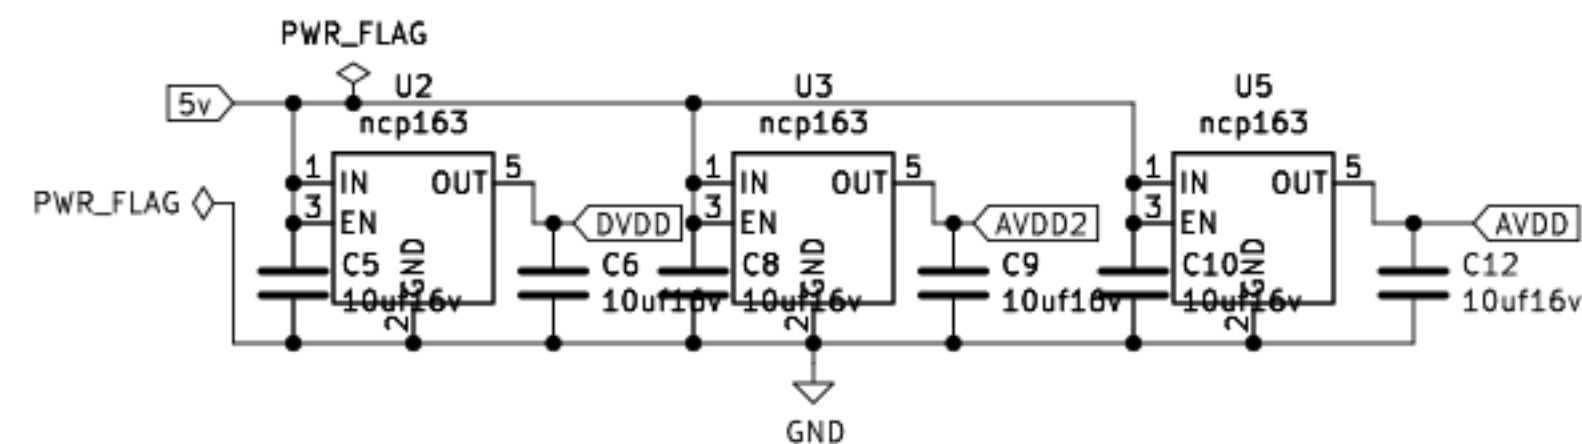 PWR_FLAG
5v
U2
ncp163
U3
ncp163
U5
ncp163
1
IN
OUT
5
3
EN
GND
2
1
IN
OUT
5
3
EN
GND
2
1
IN
OUT
5
3
EN
GND
2
PWR_FLAG
DVDD
AVDD2
AVDD
C5
10uf16v
C6
10uf16v
C8
10uf16v
C9
10uf16v
C10
10uf16v
C12
10uf16v
GND